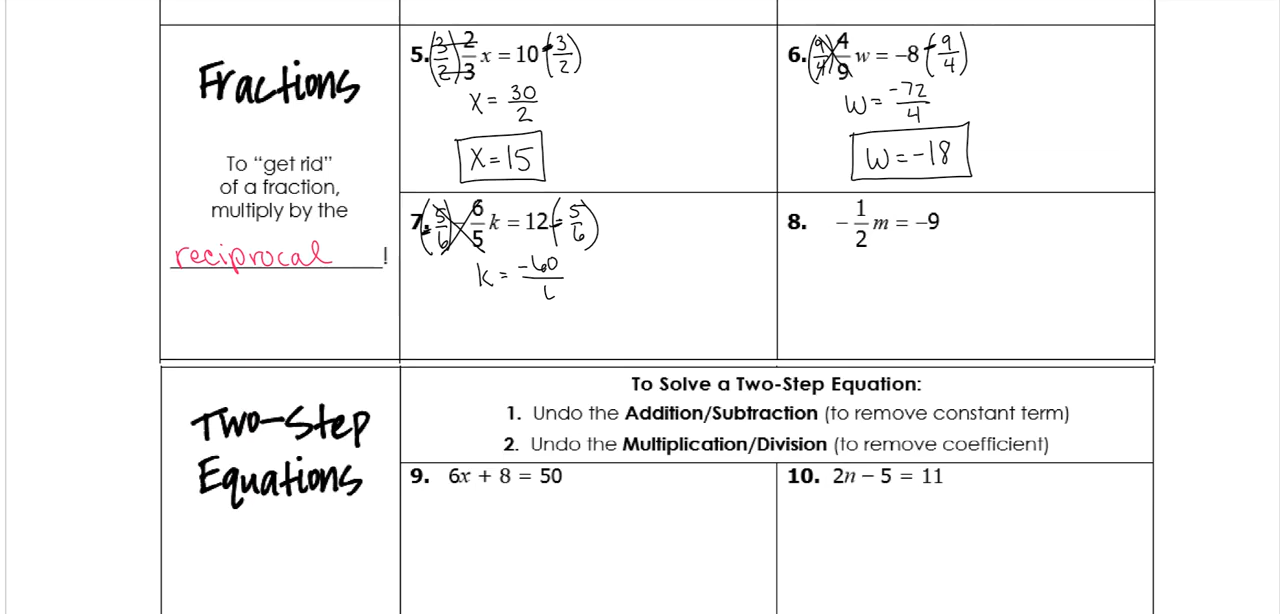 Fractions
To “get rid”
of a fraction,
multiply by the
reciprocal !
5. (3/2) 2/3 x = 10 (3/2)
x = 30/2
x = 15
6. (9/4) 4/9 w = −8 (9/4)
w = -72/4
w = -18
7. (-5/6) - 6/5 k = 12 (-5/6)
k = -60/
8. − 1/2 m = −9
Two-Step
Equations
To Solve a Two-Step Equation:
1. Undo the Addition/Subtraction (to remove constant term)
2. Undo the Multiplication/Division (to remove coefficient)
9. 6x + 8 = 50
10. 2n − 5 = 11